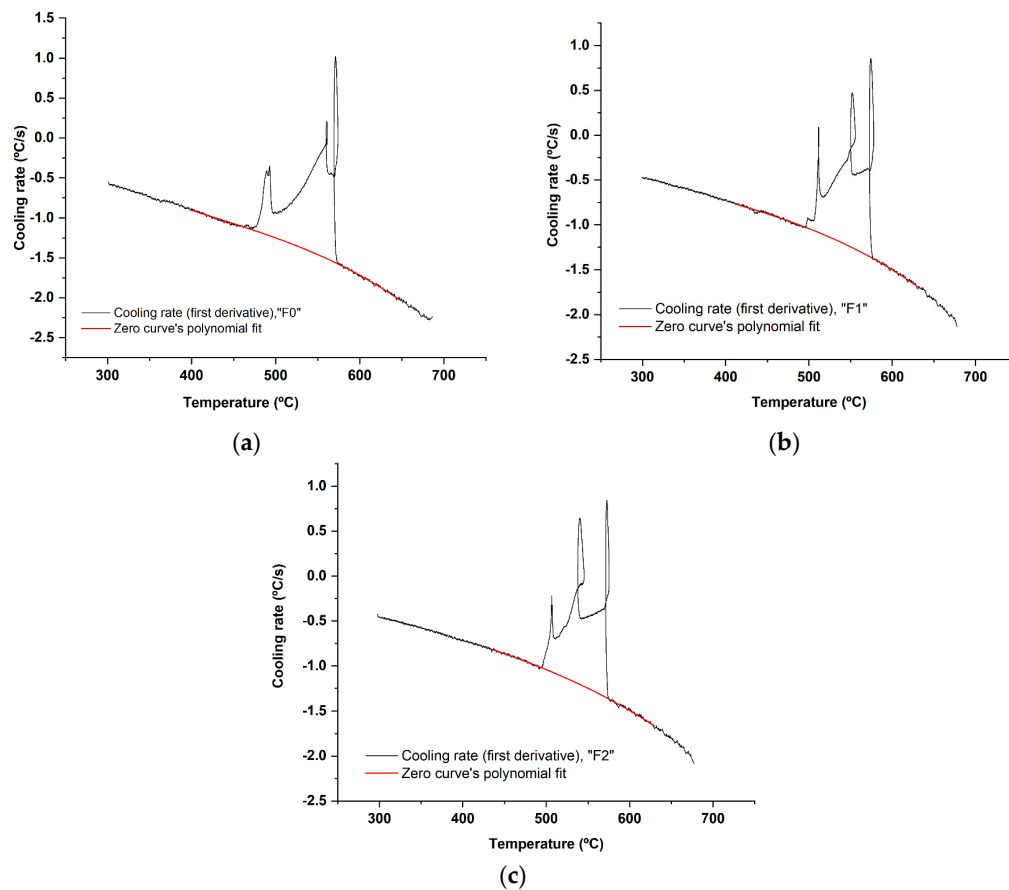 1.5
1.0
0.5
0.0
-0.5
-1.0
-1.5
-2.0
-2.5
Cooling rate (ºC/s)
Cooling rate (first derivative),"F0"
Zero curve's polynomial fit
300 400 500 600 700
Temperature (ºC)
(a)
1.5
1.0
0.5
0.0
-0.5
-1.0
-1.5
-2.0
-2.5
Cooling rate (ºC/s)
Cooling rate (first derivative), "F1"
Zero curve's polynomial fit
300 400 500 600 700
Temperature (ºC)
(b)
1.0
0.5
0.0
-0.5
-1.0
-1.5
-2.0
-2.5
Cooling rate (ºC/s)
Cooling rate (first derivative), "F2"
Zero curve's polynomial fit
300 400 500 600 700
Temperature (ºC)
(c)